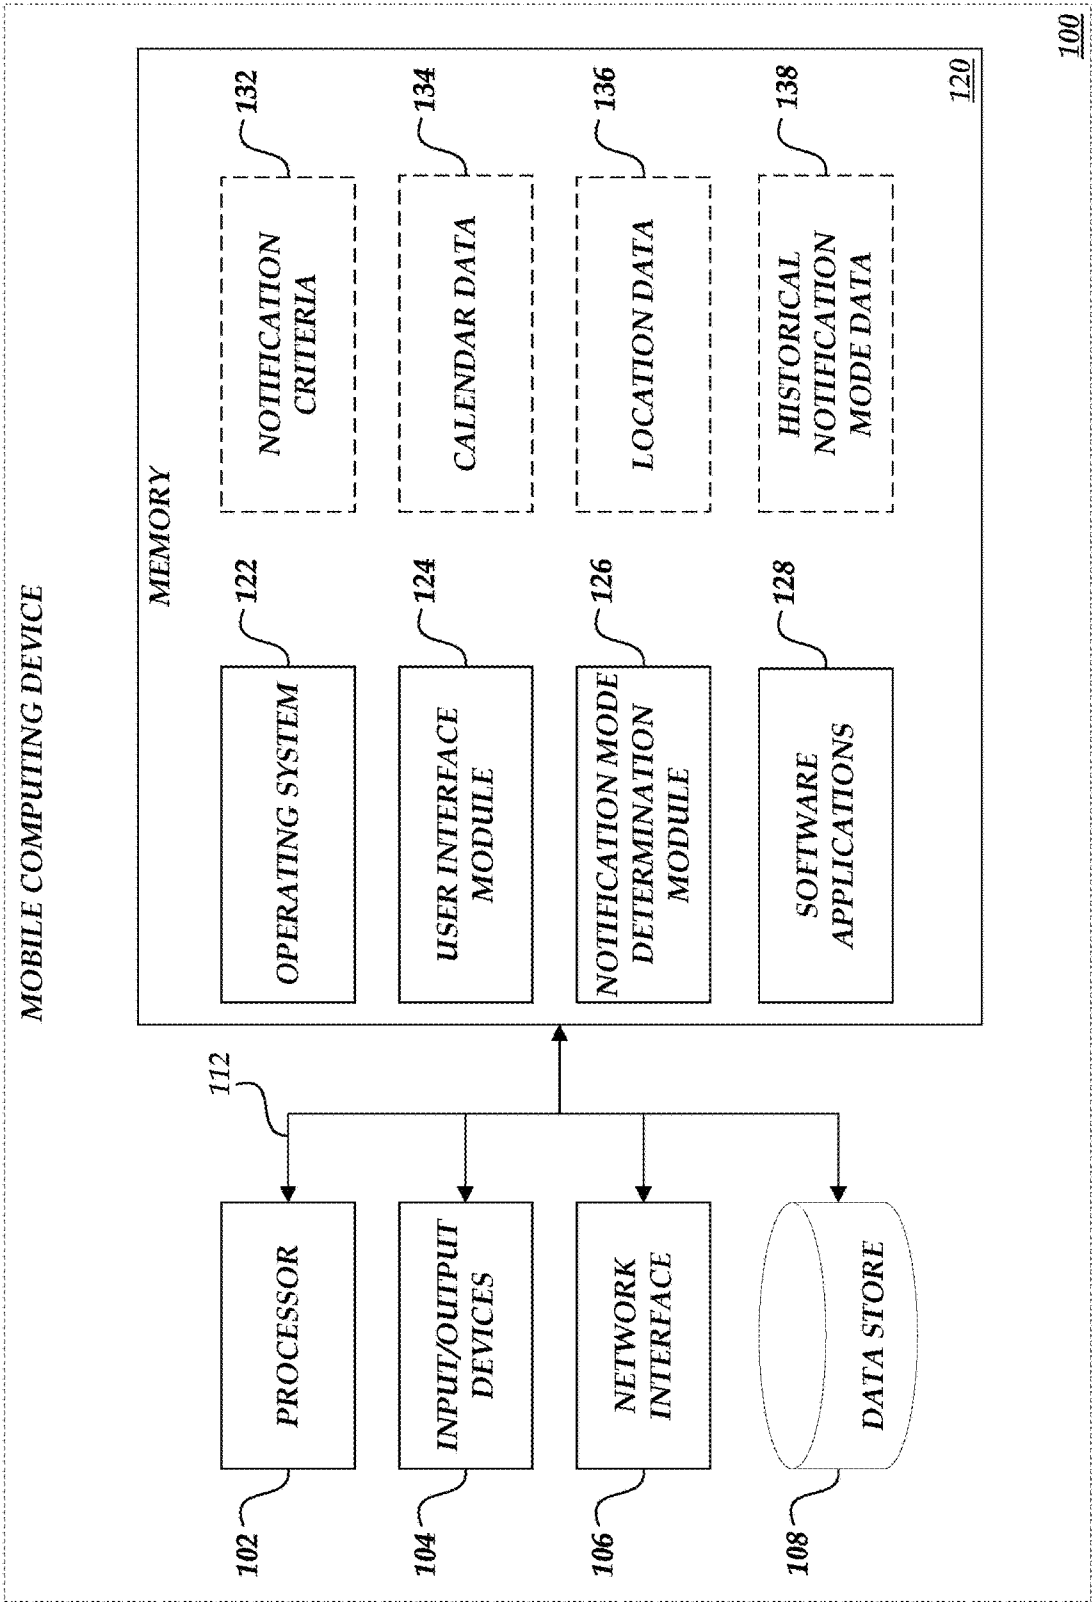 MOBILE COMPUTING DEVICE
MEMORY
112
102
PROCESSOR
OPERATING SYSTEM
122
NOTIFICATION
CRITERIA
132
104
INPUT/OUTPUT
DEVICES
USER INTERFACE
MODULE
124
CALENDAR DATA
134
106
NETWORK
INTERFACE
NOTIFICATION MODE
DETERMINATION
MODULE
126
LOCATION DATA
136
108
DATA STORE
SOFTWARE
APPLICATIONS
128
HISTORICAL
NOTIFICATION
MODE DATA
138
120
100